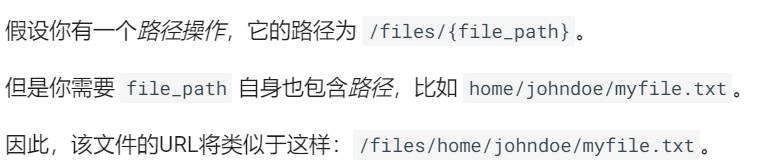 假设你有一个路径操作，它的路径为 /files/{file_path}。
但是你需要 file_path 自身也包含路径，比如 home/johndoe/myfile.txt。
因此，该文件的URL将类似于这样：/files/home/johndoe/myfile.txt。